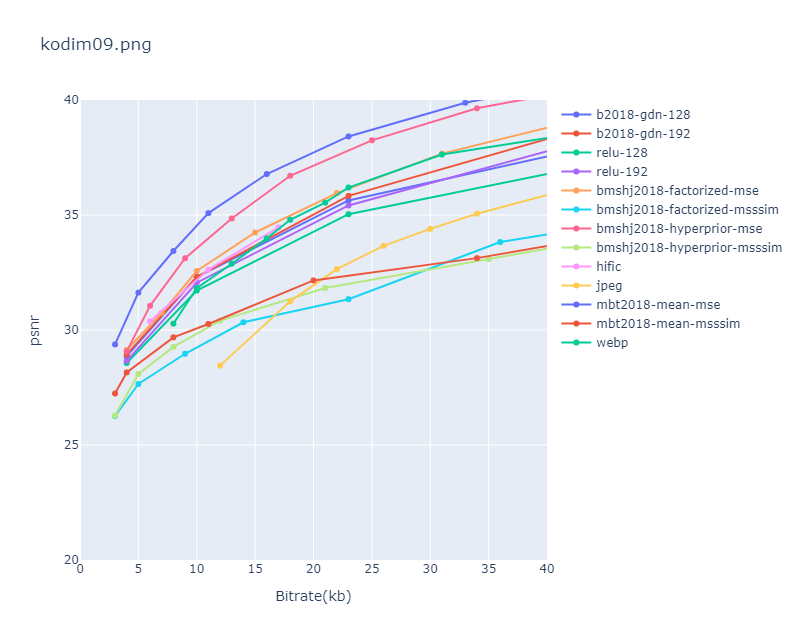 kodim09.png
psnr
40
35
30
25
20
0 5 10 15 20 25 30 35 40
Bitrate(kb)
b2018-gdn-128
b2018-gdn-192
relu-128
relu-192
bmshj2018-factorized-mse
bmshj2018-factorized-msssim
bmshj2018-hyperprior-mse
bmshj2018-hyperprior-msssim
hific
jpeg
mbt2018-mean-mse
mbt2018-mean-msssim
webp